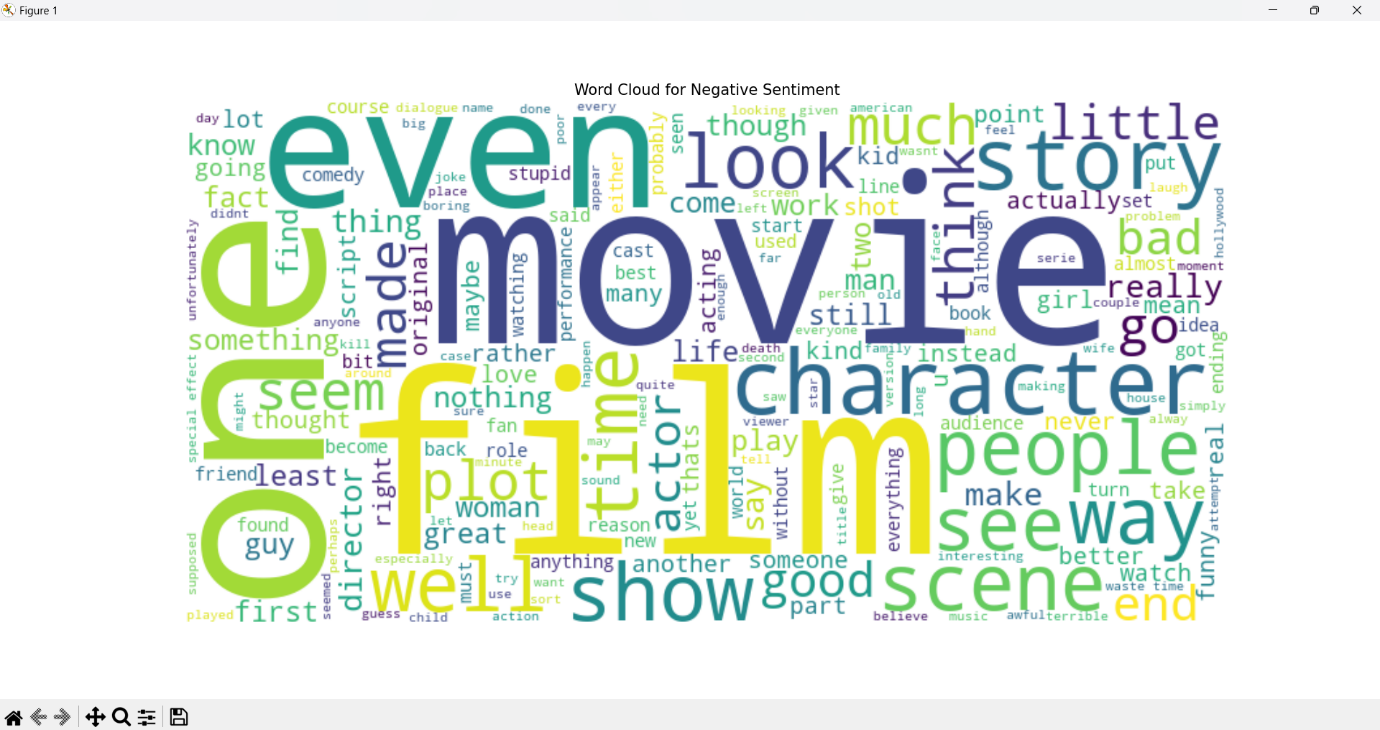 Figure 1
Word Cloud for Negative Sentiment
day lot course dialogue name done every looking given american point little
know big poor probably seen though much feel
going even look kid wasnt story
fact comedy joke stupid appear either screen line think put
place boring come left work shot laugh
didnt find thing said actually set hollywood
unfortunately one script made original movie start used two although problem bad
maybe watching performance cast best many acting enough far man face serie almost moment
person old book girl couple really
still mean
something anyone kill everyone hand go idea
bit case rather happen life death second kind family instead wife got ending
special effect around love quite version u
seem nothing time need saw star long making house simply
might thought sure fan film character
become back role may actor viewer play audience never alway
friend least right minute plot thats tell people real
director sound world say without give everything make turn take
found woman reason yet title see way attempt
guy let great head new
supposed perhaps especially anything another someone interesting better funny
must try want show good scene watch
seemed well use sort part waste time end
played first guess child action believe music awful terrible